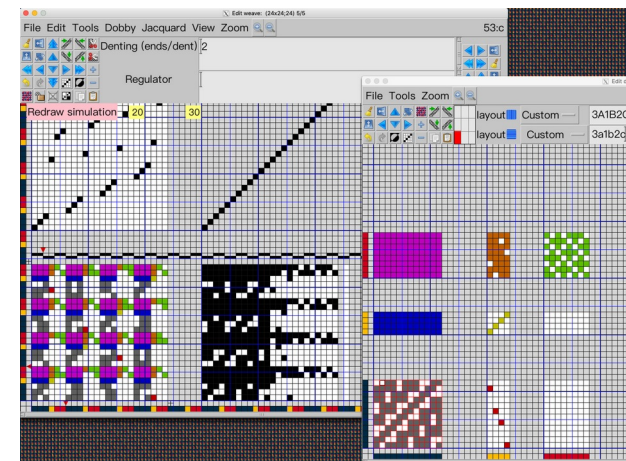 Edit weave: (24x24;24) 5/5
File Edit Tools Dobby Jacquard View Zoom
53:c
Denting (ends/dent) 2
Regulator
Redraw simulation 20 30
File Tools Zoom
layout Custom 3A1B2C
layout Custom 3a1b2c